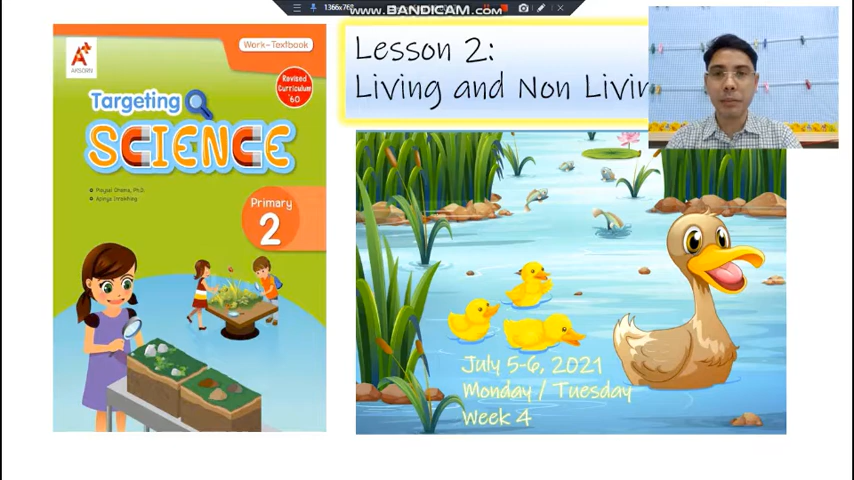 1366x768
WWW.BANDICAM.COM
AKSORN
Work-Textbook
Revised
Curriculum
'60
Targeting
SCIENCE
Primary
2
Lesson 2:
Living and Non Livin
July 5-6, 2021
Monday / Tuesday
Week 4